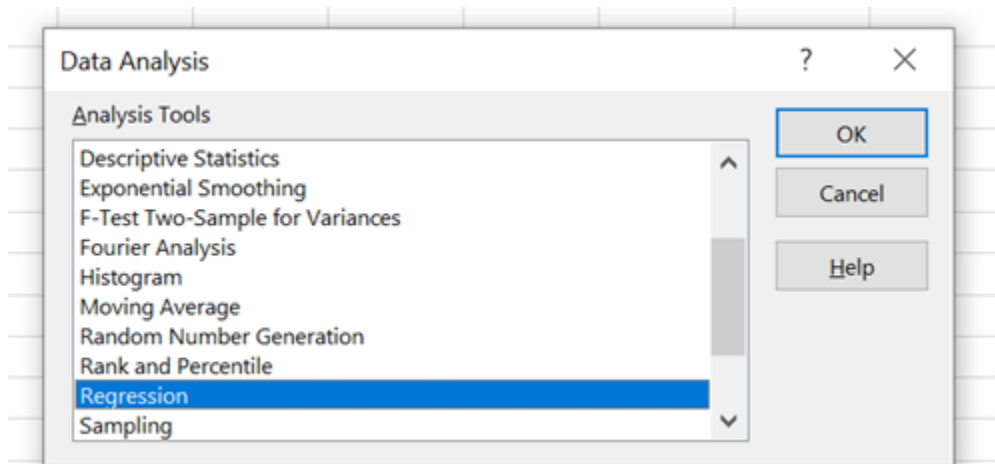 Data Analysis
?
Analysis Tools
Descriptive Statistics
Exponential Smoothing
F-Test Two-Sample for Variances
Fourier Analysis
Histogram
Moving Average
Random Number Generation
Rank and Percentile
Regression
Sampling
OK
Cancel
Help